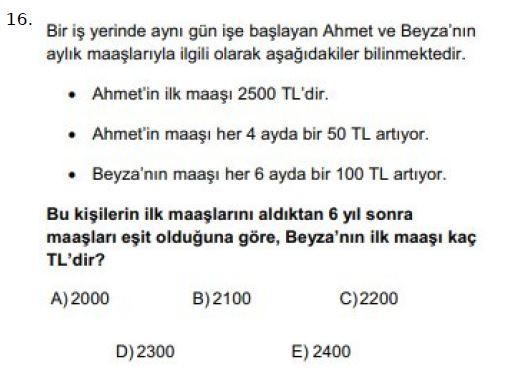 16.
Bir iş yerinde aynı gün işe başlayan Ahmet ve Beyza'nın
aylık maaşlarıyla ilgili olarak aşağıdakiler bilinmektedir.
• Ahmet'in ilk maaşı 2500 TL'dir.
• Ahmet'in maaşı her 4 ayda bir 50 TL artıyor.
• Beyza'nın maaşı her 6 ayda bir 100 TL artıyor.
Bu kişilerin ilk maaşlarını aldıktan 6 yıl sonra
maaşları eşit olduğuna göre, Beyza'nın ilk maaşı kaç
TL'dir?
A) 2000 B) 2100 C) 2200
D) 2300 E) 2400